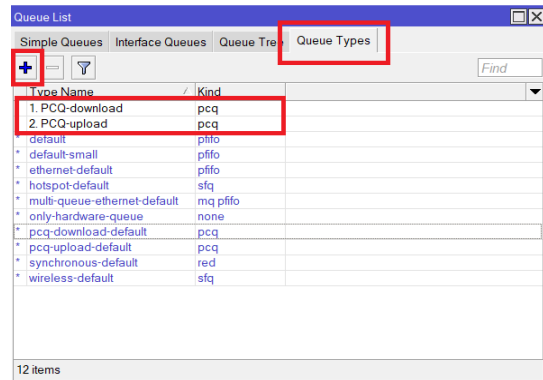 Queue List
Simple Queues Interface Queues Queue Tree Queue Types
Find
Type Name / Kind
1. PCQ-download pcq
2. PCQ-upload pcq
* default pfifo
* default-small pfifo
* ethernet-default pfifo
* hotspot-default sfq
* multi-queue-ethernet-default mq pfifo
* only-hardware-queue none
* pcq-download-default pcq
* pcq-upload-default pcq
* synchronous-default red
* wireless-default sfq
12 items